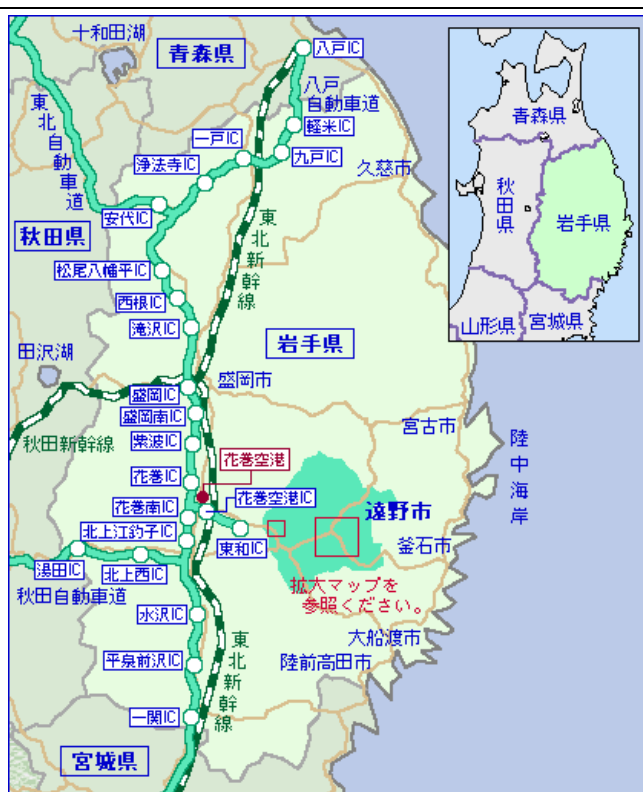 十和田湖
青森県
八戸IC
八戸
自動車道
軽米IC
九戸IC
一戸IC
浄法寺IC
東北自動車道
安代IC
久慈市
秋田県
松尾八幡平IC
西根IC
滝沢IC
東北新幹線
岩手県
田沢湖
盛岡IC
盛岡市
盛岡南IC
秋田新幹線
紫波IC
宮古市
陸中海岸
花巻空港
花巻IC
花巻空港IC
花巻南IC
遠野市
北上江釣子IC
東和IC
釜石市
湯田IC
北上西IC
秋田自動車道
拡大マップを
参照ください。
水沢IC
大船渡市
陸前高田市
平泉前沢IC
東北新幹線
一関IC
宮城県
青森県
秋田県
岩手県
山形県
宮城県